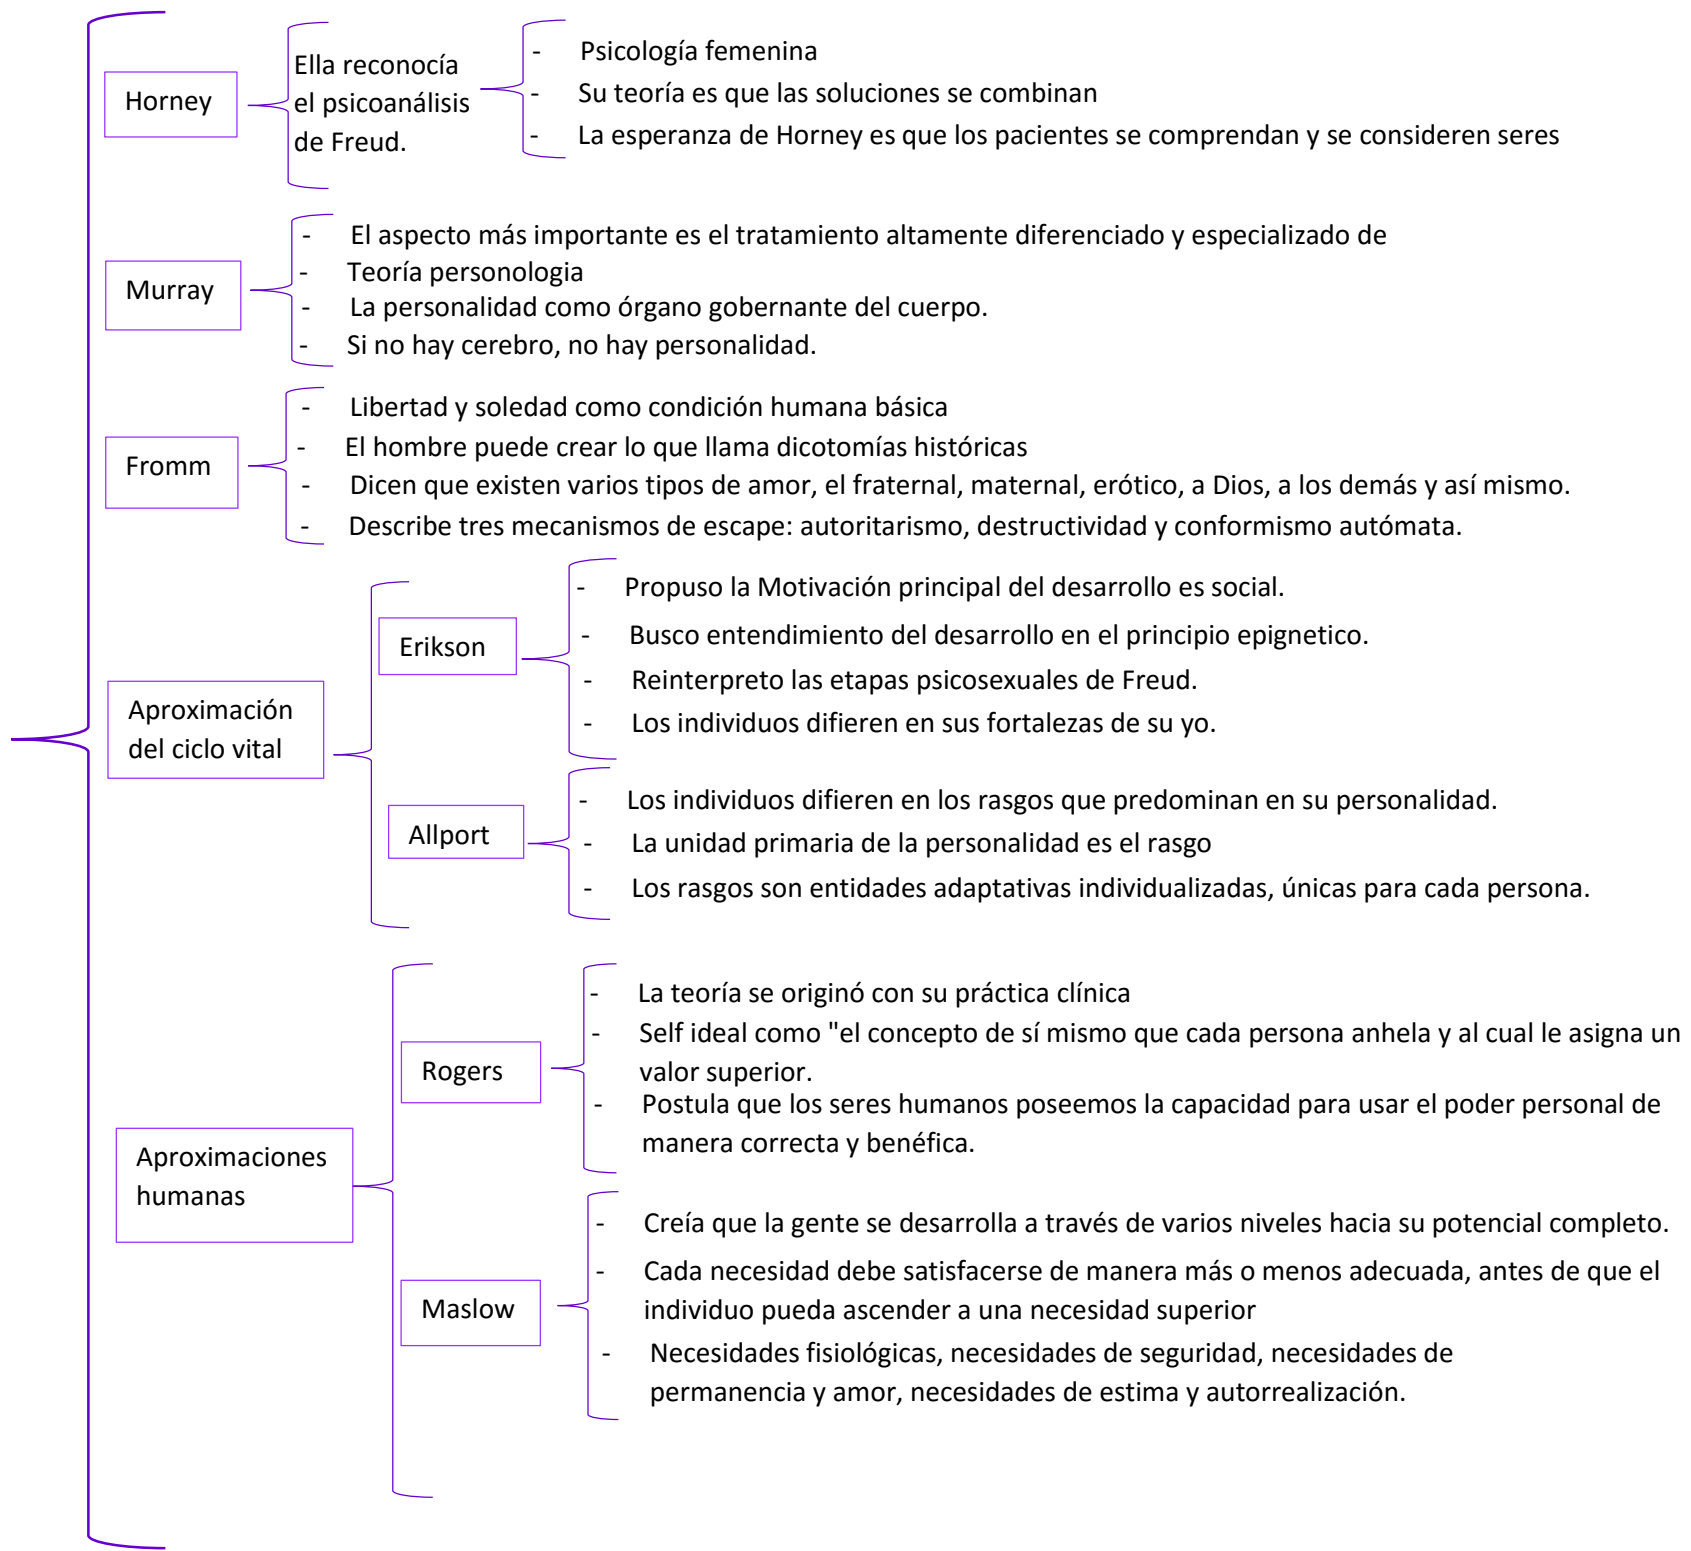 Horney
Ella reconocía
el psicoanálisis
de Freud.
- Psicología femenina
- Su teoría es que las soluciones se combinan
- La esperanza de Horney es que los pacientes se comprendan y se consideren seres
Murray
- El aspecto más importante es el tratamiento altamente diferenciado y especializado de
- Teoría personologia
- La personalidad como órgano gobernante del cuerpo.
- Si no hay cerebro, no hay personalidad.
Fromm
- Libertad y soledad como condición humana básica
- El hombre puede crear lo que llama dicotomías históricas
- Dicen que existen varios tipos de amor, el fraternal, maternal, erótico, a Dios, a los demás y así mismo.
- Describe tres mecanismos de escape: autoritarismo, destructividad y conformismo autómata.
Aproximación
del ciclo vital
Erikson
- Propuso la Motivación principal del desarrollo es social.
- Busco entendimiento del desarrollo en el principio epignetico.
- Reinterpreto las etapas psicosexuales de Freud.
- Los individuos difieren en sus fortalezas de su yo.
Allport
- Los individuos difieren en los rasgos que predominan en su personalidad.
- La unidad primaria de la personalidad es el rasgo
- Los rasgos son entidades adaptativas individualizadas, únicas para cada persona.
Aproximaciones
humanas
Rogers
- La teoría se originó con su práctica clínica
- Self ideal como "el concepto de sí mismo que cada persona anhela y al cual le asigna un
valor superior.
- Postula que los seres humanos poseemos la capacidad para usar el poder personal de
manera correcta y benéfica.
Maslow
- Creía que la gente se desarrolla a través de varios niveles hacia su potencial completo.
- Cada necesidad debe satisfacerse de manera más o menos adecuada, antes de que el
individuo pueda ascender a una necesidad superior
- Necesidades fisiológicas, necesidades de seguridad, necesidades de
permanencia y amor, necesidades de estima y autorrealización.